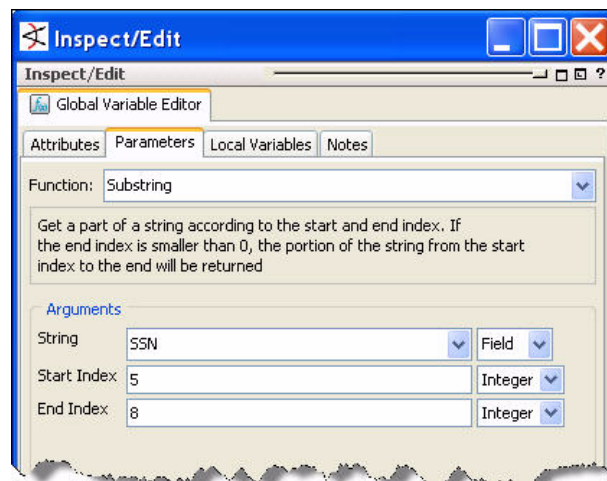 Inspect/Edit
Inspect/Edit ?
Global Variable Editor
Attributes Parameters Local Variables Notes
Function: Substring
Get a part of a string according to the start and end index. If
the end index is smaller than 0, the portion of the string from the start
index to the end will be returned
Arguments
String SSN Field
Start Index 5 Integer
End Index 8 Integer